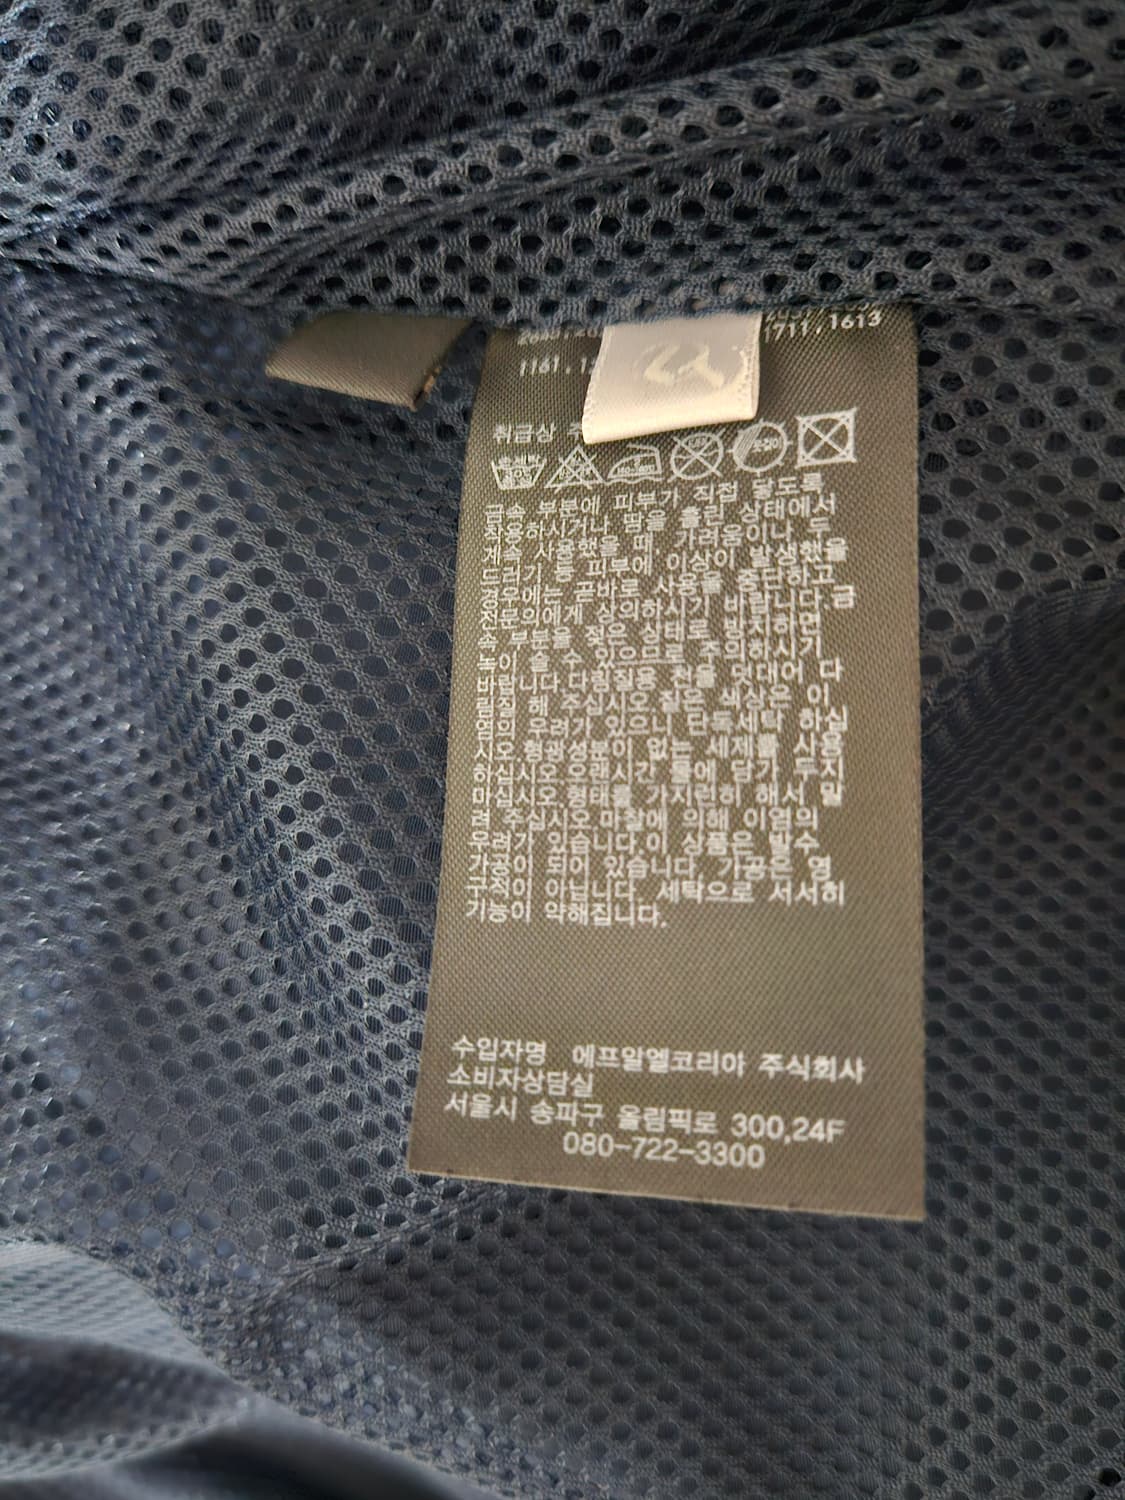 1711,1613
1161,1
취급상 주
금속 부분에 피부가 직접 닿도록
착용하시거나 땀을 흘린 상태에서
계속 사용했을 때, 가려움이나 두
드러기 등 피부에 이상이 발생했을
경우에는 곧바로 사용을 중단하고
전문의에게 상의하시기 바랍니다.금
속 부분을 젖은 상태로 방치하면
녹이 슬 수 있으므로 주의하시기
바랍니다.다림질용 천을 덧대어 다
림질 해 주십시오.짙은 색상은 이
염의 우려가 있으니 단독세탁 하십
시오.형광성분이 없는 세제를 사용
하십시오.오래시간 물에 담가 두지
마십시오.형태를 가지런히 해서 말
려 주십시오.마찰에 의해 이염의
우려가 있습니다.이 상품은 발수
가공이 되어 있습니다. 가공은 영
구적이 아닙니다. 세탁으로 서서히
기능이 약해집니다.
수입자명 에프알엘코리아 주식회사
소비자상담실
서울시 송파구 올림픽로 300,24F
080-722-3300